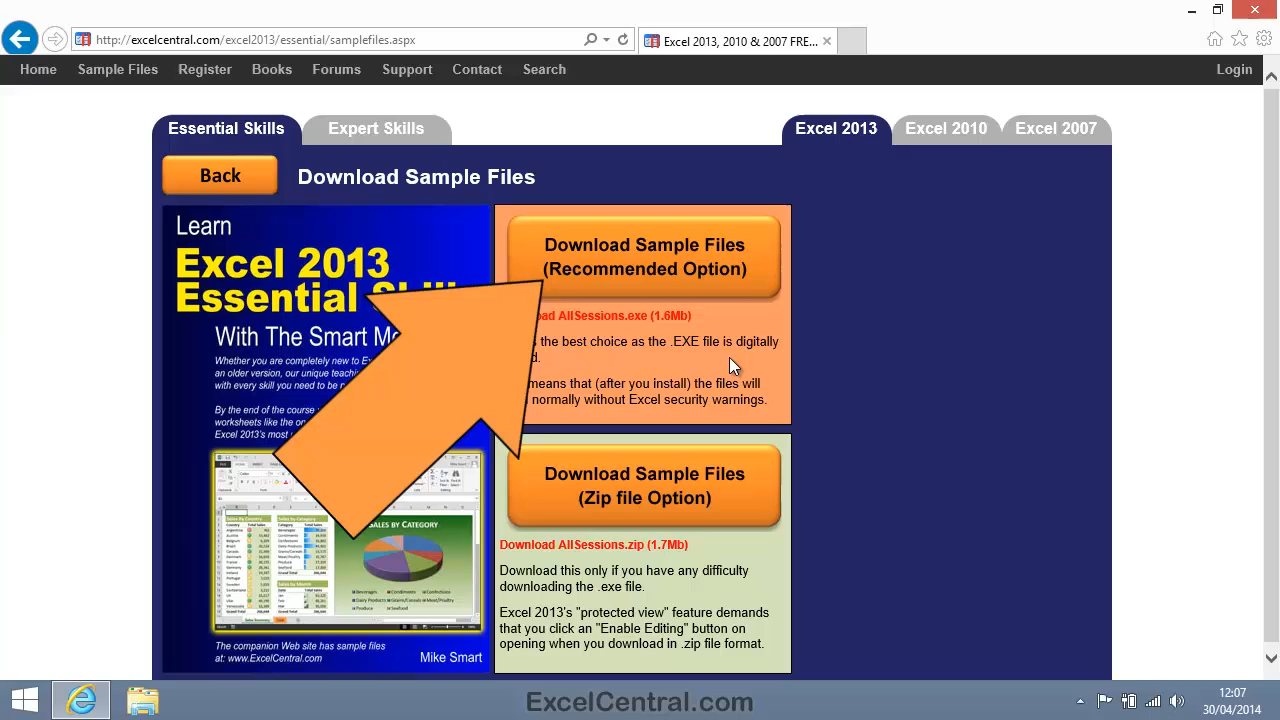 http://excelcentral.com/excel2013/essential/samplefiles.aspx
Excel 2013, 2010 & 2007 FRE...
Home Sample Files Register Books Forums Support Contact Search Login
Essential Skills Expert Skills Excel 2013 Excel 2010 Excel 2007
Back Download Sample Files
Learn
Excel 2013
Essential
With The Smart M
Whether you are completely new to
an older version, our unique
with every skill you need to be
By the end of the course
worksheets like the
Excel 2013's most
SALES BY CATEGORY
The companion Web site has sample files
at: www.ExcelCentral.com
Mike Smart
Download Sample Files
(Recommended Option)
AllSessions.exe (1.6Mb)
the best choice as the .EXE file is digitally
means that (after you install) the files will
normally without Excel security warnings.
Download Sample Files
(Zip file Option)
Download AllSessions.zip (1.7Mb)
Download this only if you have any difficulty
downloading the .exe file.
Excel 2013's "protected view" feature demands
that you click an "Enable Editing" button on
opening when you download in .zip file format.
ExcelCentral.com
12:07
30/04/2014